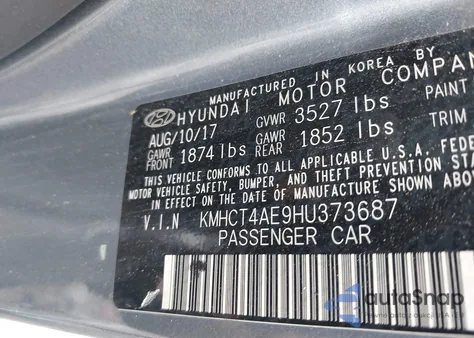 MANUFACTURED IN KOREA BY
HYUNDAI MOTOR COMPAN
AUG/10/17 GVWR 3527 lbs PAINT
GAWR FRONT 1874 lbs GAWR REAR 1852 lbs TRIM
THIS VEHICLE CONFORMS TO ALL APPLICABLE U.S.A. FEDE
MOTOR VEHICLE SAFETY, BUMPER, AND THEFT PREVENTION ST
IN EFFECT ON THE DATE OF MANUFACTURE SHOWN ABOV
V.I.N KMHCT4AE9HU373687
PASSENGER CAR
autoSnap